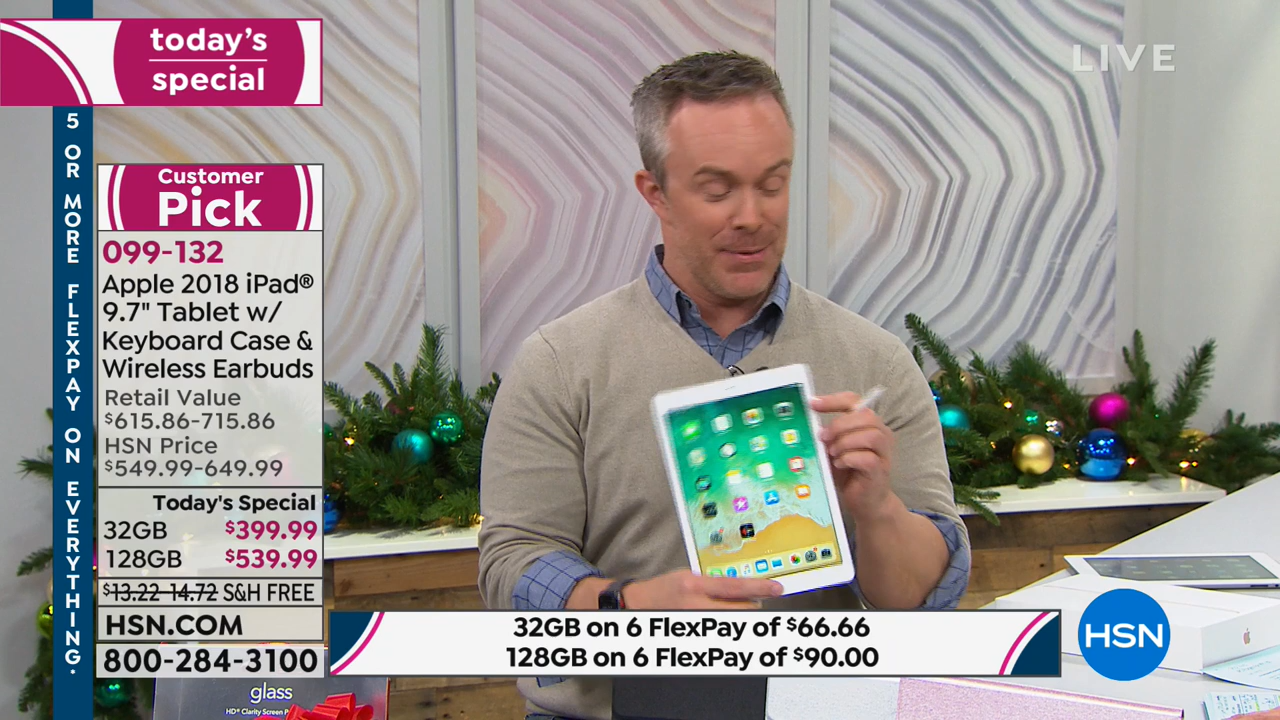 today's
special
LIVE
5 OR MORE FLEXPAY ON EVERYTHING.
Customer
Pick
099-132
Apple 2018 iPad®
9.7" Tablet w/
Keyboard Case &
Wireless Earbuds
Retail Value
$615.86-715.86
HSN Price
$549.99-649.99
Today's Special
32GB $399.99
128GB $539.99
$13.22-14.72 S&H FREE
HSN.COM
800-284-3100
32GB on 6 FlexPay of $66.66
128GB on 6 FlexPay of $90.00
HSN
glass
HD® Clarity Screen